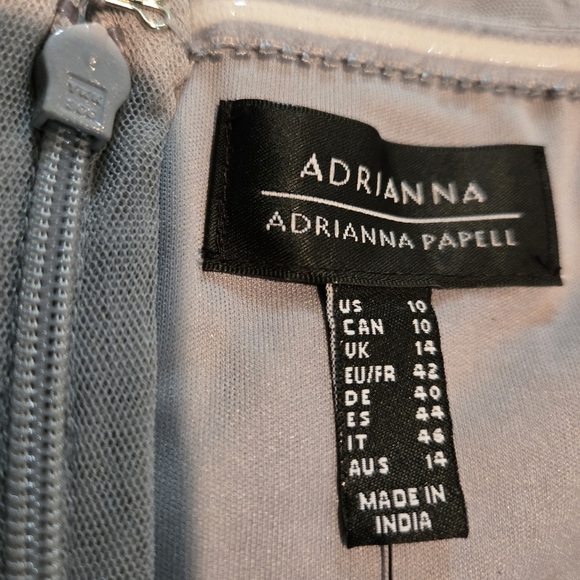 ADRIANNA
ADRIANNA PAPELL
US 10
CAN 10
UK 14
EU/FR 42
DE 40
ES 44
IT 46
AUS 14
MADE IN
INDIA